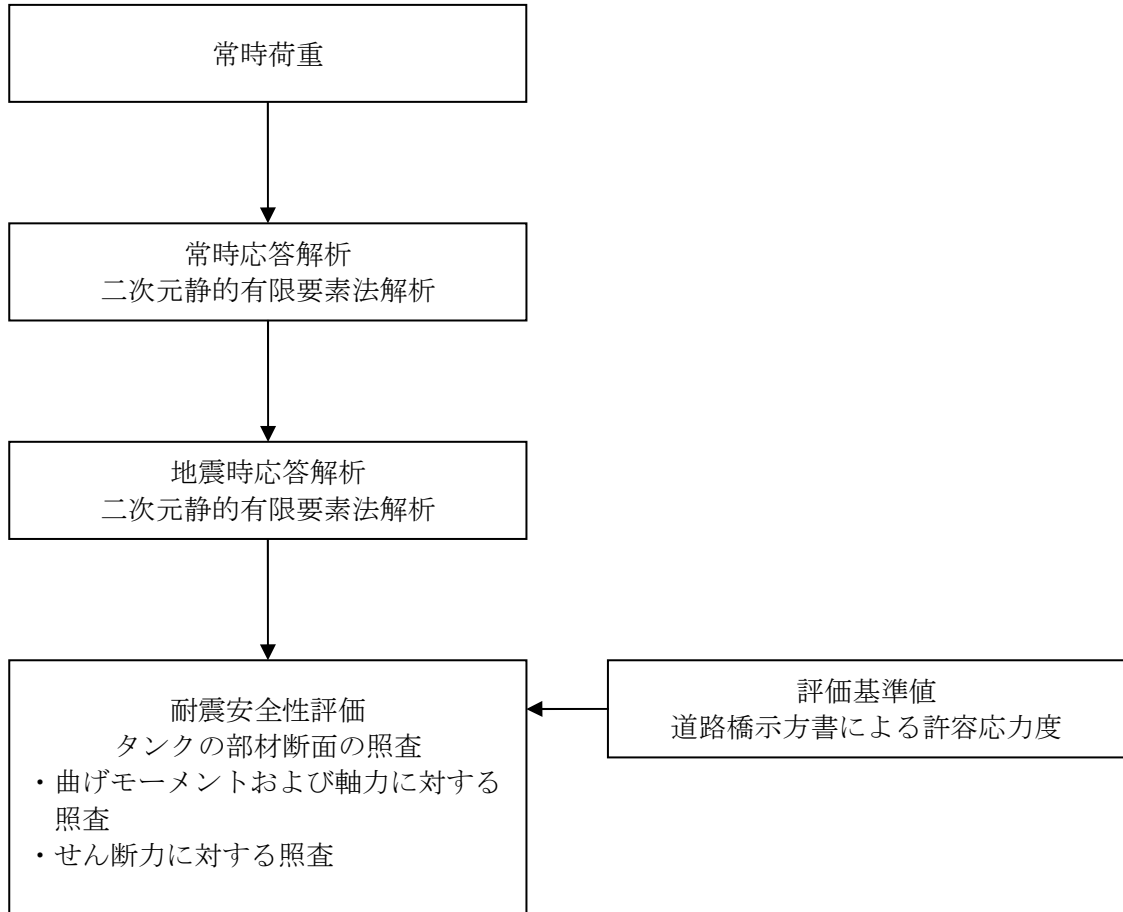 常時荷重
常時応答解析
二次元静的有限要素法解析
地震時応答解析
二次元静的有限要素法解析
耐震安全性評価
タンクの部材断面の照査
・曲げモーメントおよび軸力に対する
照査
・せん断力に対する照査
評価基準値
道路橋示方書による許容応力度